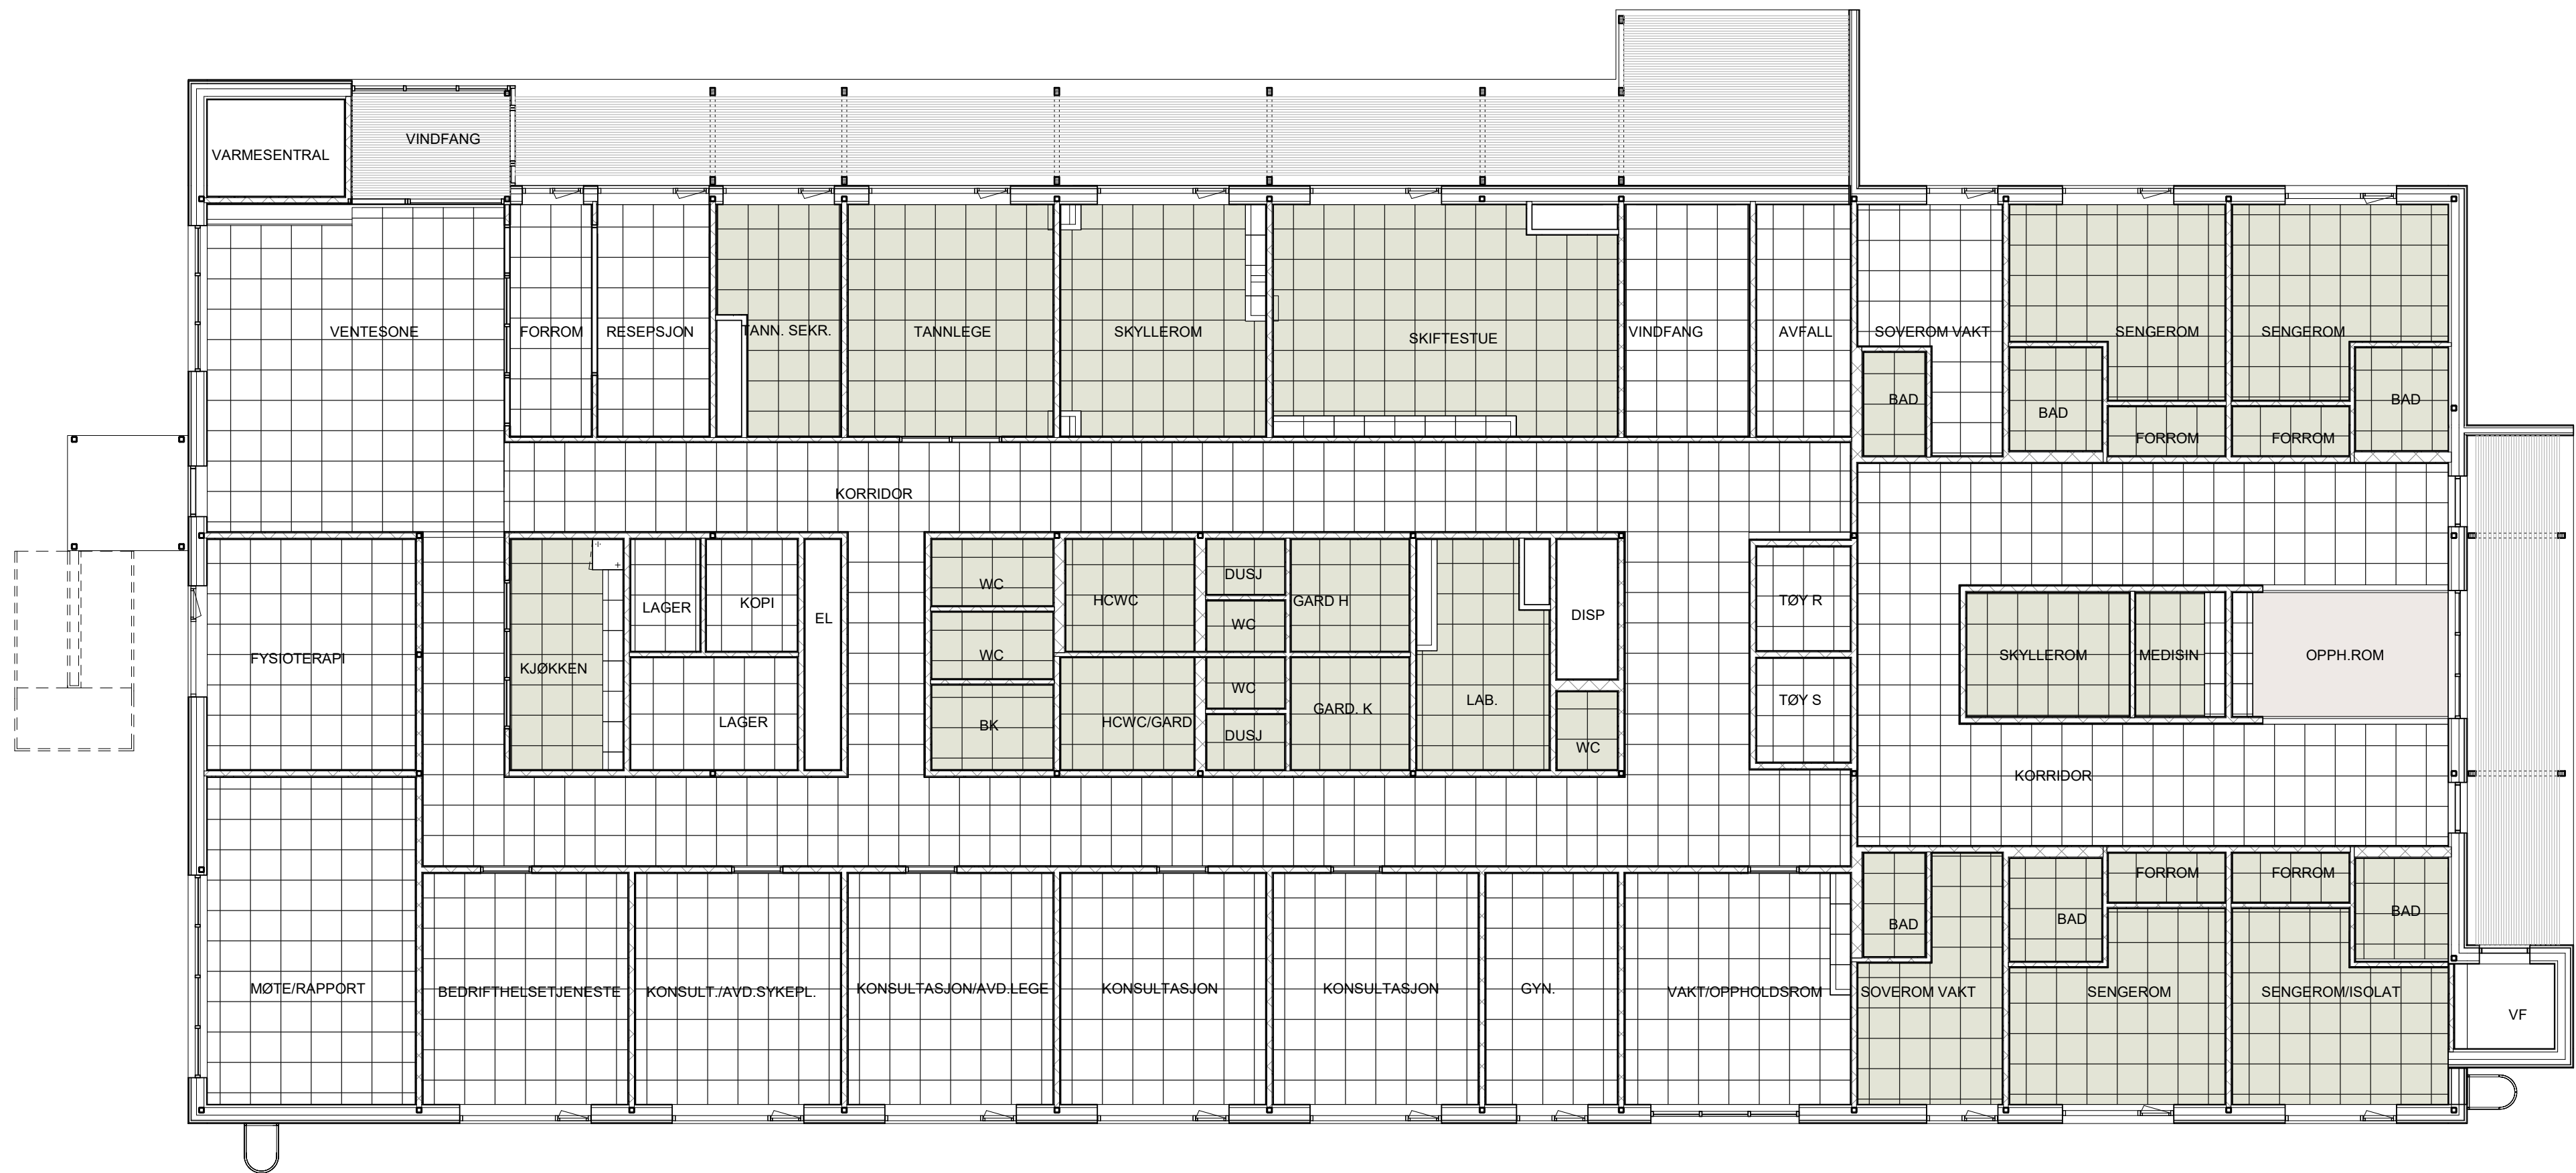 VINDFANG
VARMESENTRAL
VENTESONE
FORROM
RESEPSJON
TANN. SEKR.
TANNLEGE
SKYLLEROM
SKIFTESTUE
VINDFANG
AVFALL
SOVEROM VAKT
SENGEROM
SENGEROM
BAD
BAD
BAD
FORROM
FORROM
KORRIDOR
WC
HCWC
DUSJ
GARD H
LAGER
KOPI
EL
WC
DISP
TØY R
FYSIOTERAPI
KJØKKEN
WC
WC
SKYLLEROM
MEDISIN
OPPH.ROM
LAGER
BK
HCWC/GARD
DUSJ
GARD. K
LAB.
WC
TØY S
KORRIDOR
FORROM
FORROM
BAD
BAD
BAD
MØTE/RAPPORT
BEDRIFTHELSETJENESTE
KONSULT./AVD.SYKEPL.
KONSULTASJON/AVD.LEGE
KONSULTASJON
KONSULTASJON
GYN.
VAKT/OPPHOLDSROM
SOVEROM VAKT
SENGEROM
SENGEROM/ISOLAT
VF